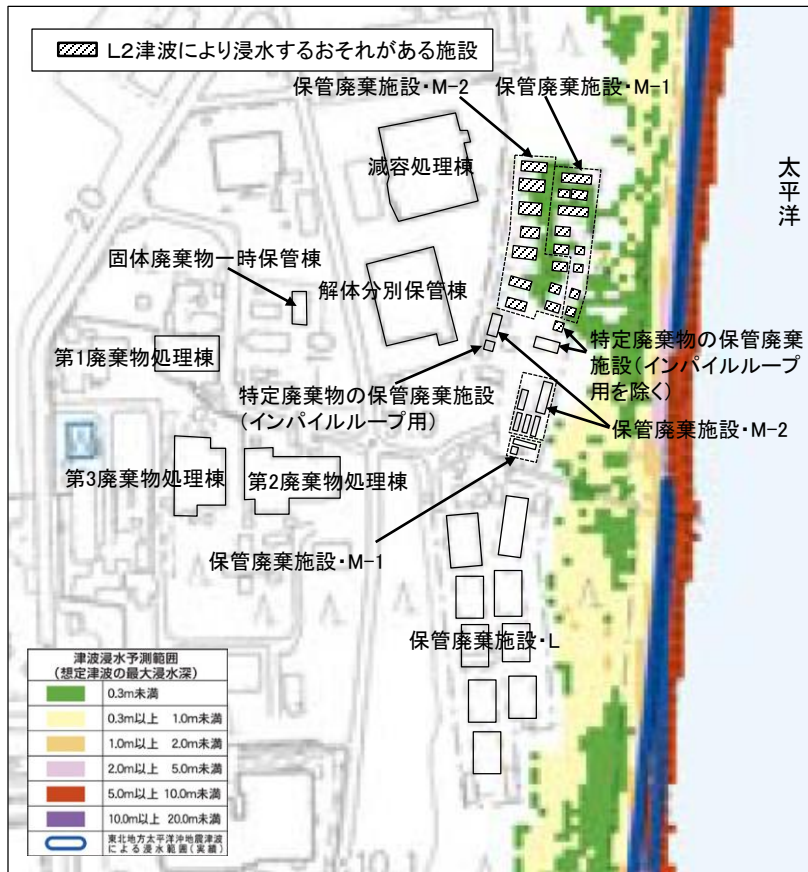 L2津波により浸水するおそれがある施設
保管廃棄施設・M-2
保管廃棄施設・M-1
減容処理棟
太平洋
20
固体廃棄物一時保管棟
解体分別保管棟
10
第1廃棄物処理棟
特定廃棄物の保管廃棄
施設(インパイルループ
用を除く)
特定廃棄物の保管廃棄施設
(インパイルループ用)
保管廃棄施設・M-2
第3廃棄物処理棟
第2廃棄物処理棟
保管廃棄施設・M-1
保管廃棄施設・L
津波浸水予測範囲
(想定津波の最大浸水深)
0.3m未満
0.3m以上 1.0m未満
1.0m以上 2.0m未満
2.0m以上 5.0m未満
5.0m以上 10.0m未満
10.0m以上 20.0m未満
東北地方太平洋沖地震津波
による浸水範囲(実績)
10.1